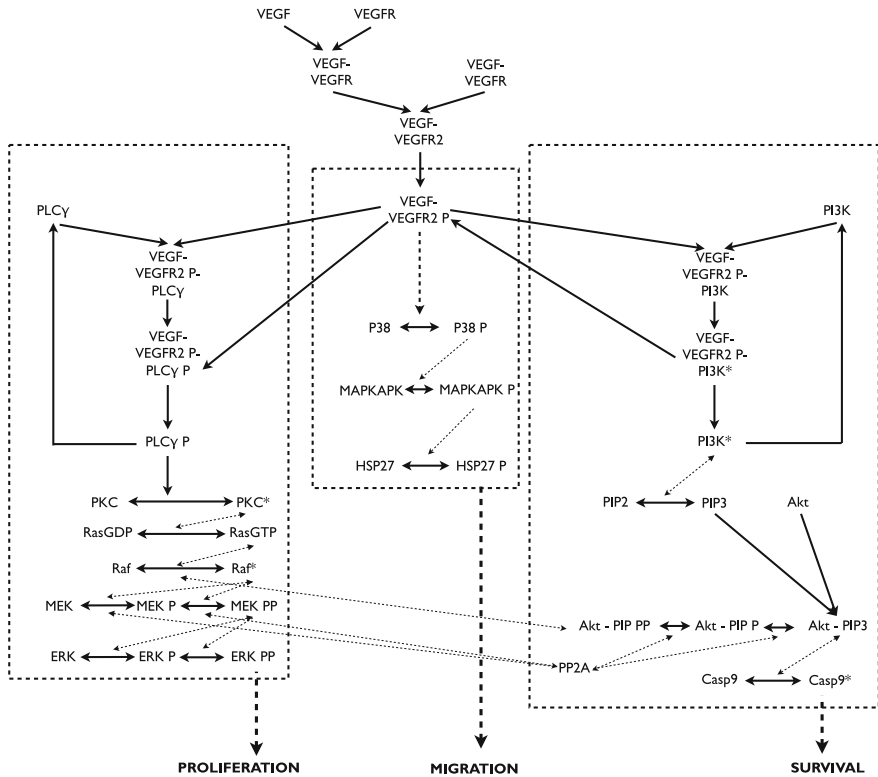 VEGF VEGFR
VEGF-
VEGFR
VEGF-
VEGFR
VEGF-
VEGFR2
VEGF-
VEGFR2 P
PLCγ
VEGF-
VEGFR2 P-
PLCγ
VEGF-
VEGFR2 P-
PLCγ P
PLCγ P
PKC PKC*
RasGDP RasGTP
Raf Raf*
MEK MEK P MEK PP
ERK ERK P ERK PP
P38 P38 P
MAPKAPK MAPKAPK P
HSP27 HSP27 P
PI3K
VEGF-
VEGFR2 P-
PI3K
VEGF-
VEGFR2 P-
PI3K*
PI3K*
PIP2 PIP3 Akt
Akt - PIP PP Akt - PIP P Akt - PIP3
PP2A
Casp9 Casp9*
PROLIFERATION MIGRATION SURVIVAL